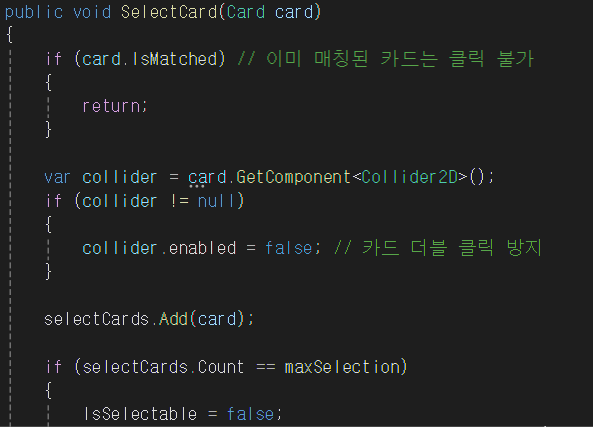 public void SelectCard(Card card)
{
if (card.IsMatched) // 이미 매칭된 카드는 클릭 불가
{
return;
}
var collider = card.GetComponent<Collider2D>();
if (collider != null)
{
collider.enabled = false; // 카드 더블 클릭 방지
}
selectCards.Add(card);
if (selectCards.Count == maxSelection)
{
IsSelectable = false;